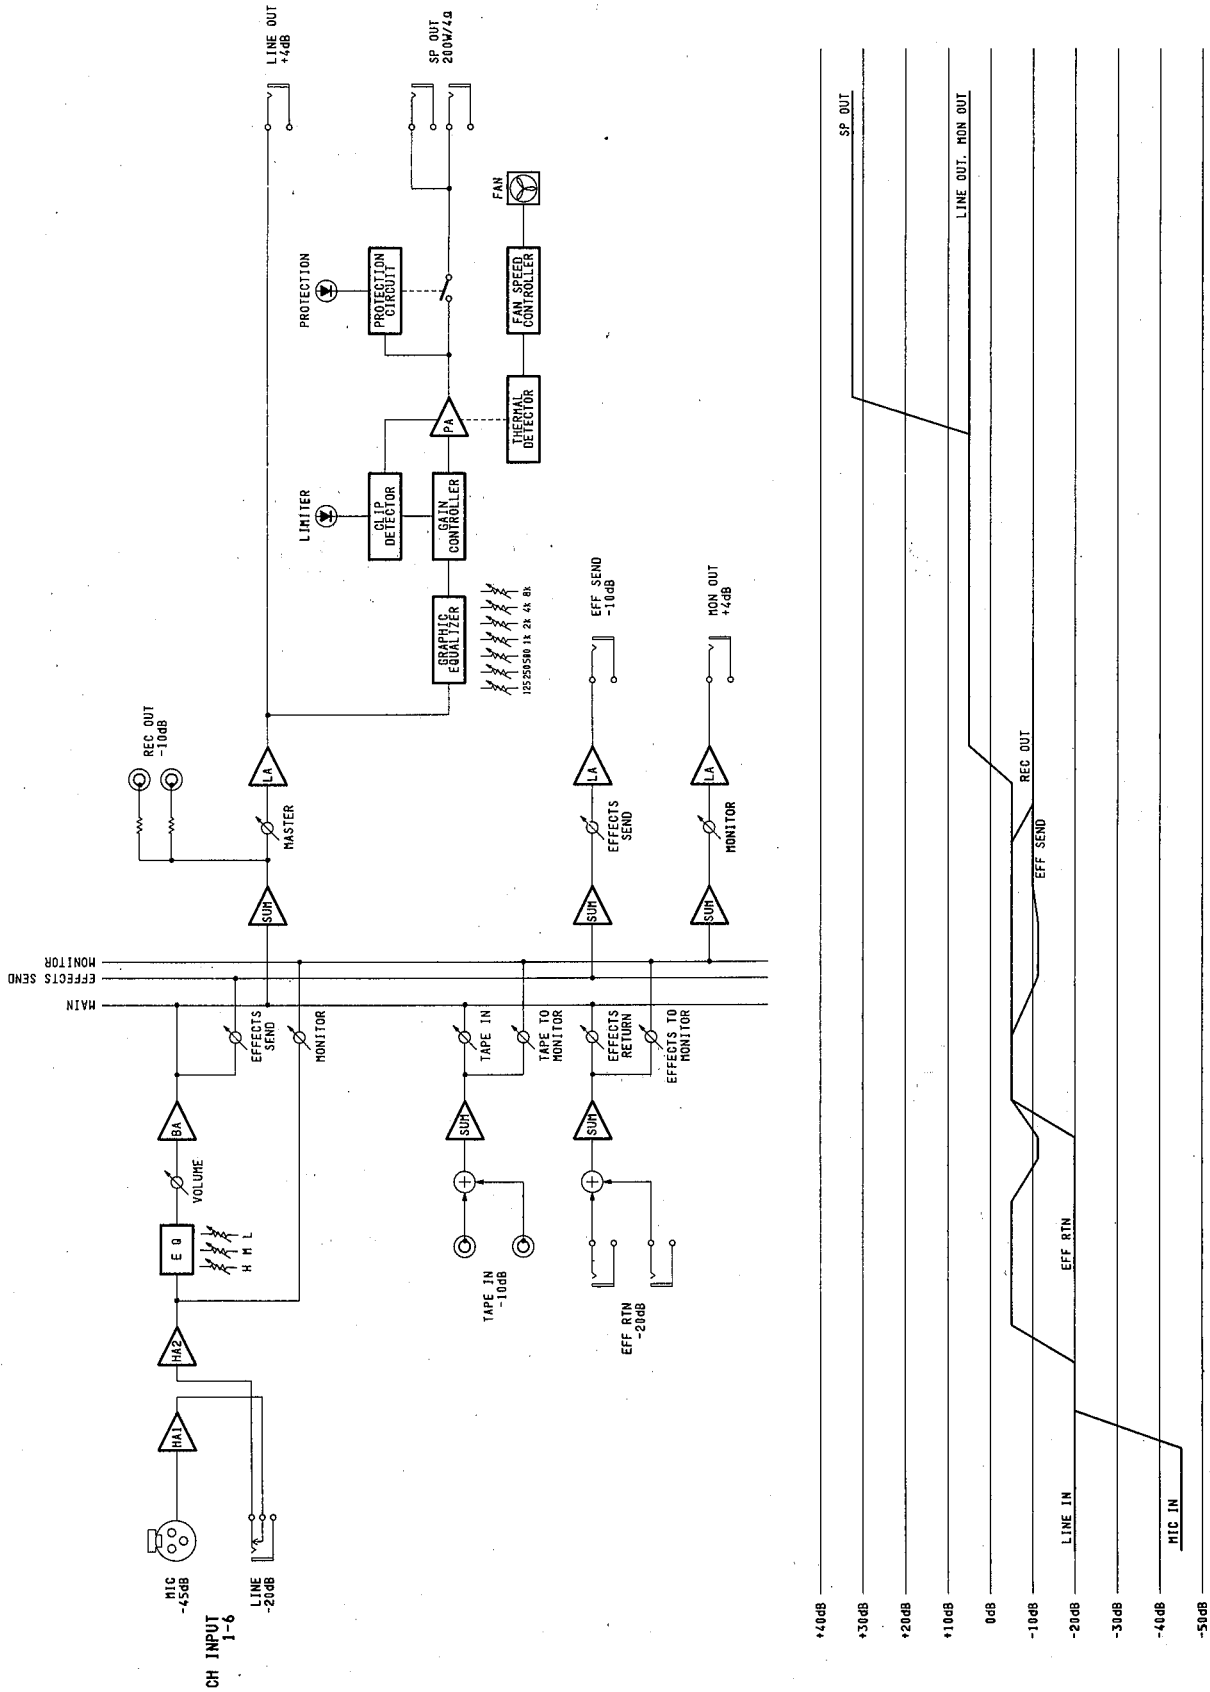 CH INPUT
1-6
MIC
-45dB
LINE
-20dB
HA1
HA2
E Q
H M L
VOLUME
BA
EFFECTS
SEND
MONITOR
MAIN
EFFECTS SEND
MONITOR
SUM
REC OUT
-10dB
MASTER
LA
LINE OUT
+4dB
GRAPHIC
EQUALIZER
125 250 500 1k 2k 4k 8k
LIMITER
CLIP
DETECTOR
GAIN
CONTROLLER
PA
PROTECTION
PROTECTION
CIRCUIT
THERMAL
DETECTOR
FAN SPEED
CONTROLLER
FAN
SP OUT
200W/4Ω
TAPE IN
-10dB
SUM
TAPE IN
TAPE TO
MONITOR
EFF RTN
-20dB
SUM
EFFECTS
RETURN
EFFECTS TO
MONITOR
SUM
EFFECTS
SEND
LA
EFF SEND
-10dB
SUM
MONITOR
LA
MON OUT
+4dB
+40dB
+30dB
+20dB
+10dB
0dB
-10dB
-20dB
-30dB
-40dB
-50dB
SP OUT
LINE OUT. MON OUT
REC OUT
EFF SEND
EFF RTN
LINE IN
MIC IN